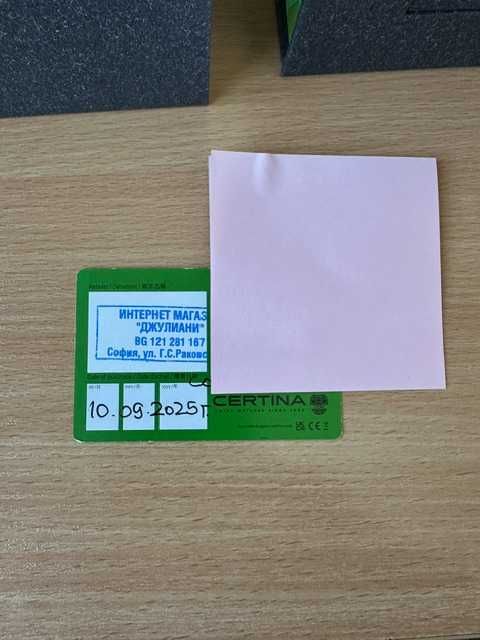 ИНТЕРНЕТ МАГАЗ
"ДЖУЛИАНИ"
BG 121 281 167
София, ул. Г.С.Раковс
10. 09. 2025г.
CERTINA